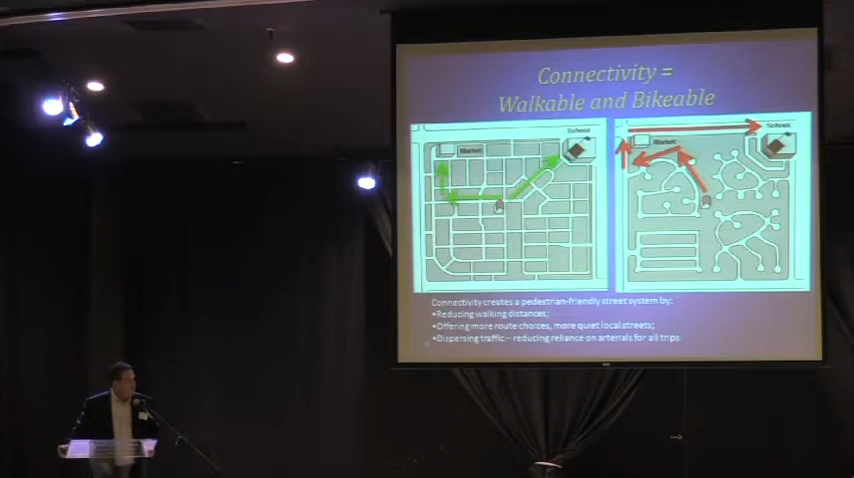 Connectivity =
Walkable and Bikeable
School
Market
School
Market
Connectivity creates a pedestrian-friendly street system by:
•Reducing walking distances;
•Offering more route choices, more quiet local streets;
•Dispersing traffic – reducing reliance on arterials for all trips